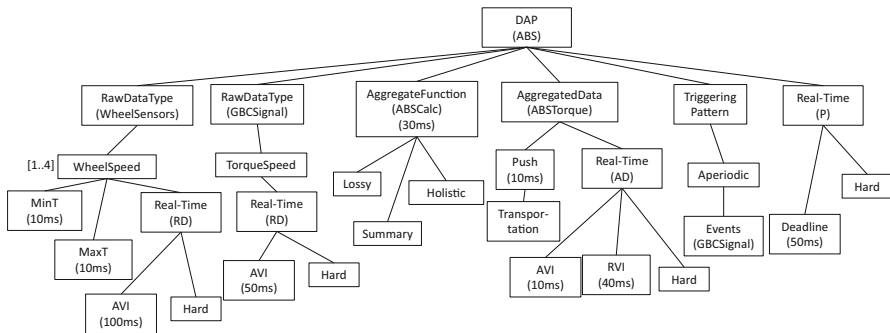 DAP
(ABS)
RawDataType
(WheelSensors)
RawDataType
(GBCSignal)
AggregateFunction
(ABSCalc)
(30ms)
AggregatedData
(ABSTorque)
Triggering
Pattern
Real-Time
(P)
[1..4]
WheelSpeed
TorqueSpeed
Lossy
Holistic
Summary
Push
(10ms)
Transpor-
tation
Real-Time
(AD)
Aperiodic
Hard
MinT
(10ms)
Real-Time
(RD)
Real-Time
(RD)
Events
(GBCSignal)
Deadline
(50ms)
MaxT
(10ms)
AVI
(50ms)
Hard
AVI
(10ms)
RVI
(40ms)
Hard
AVI
(100ms)
Hard